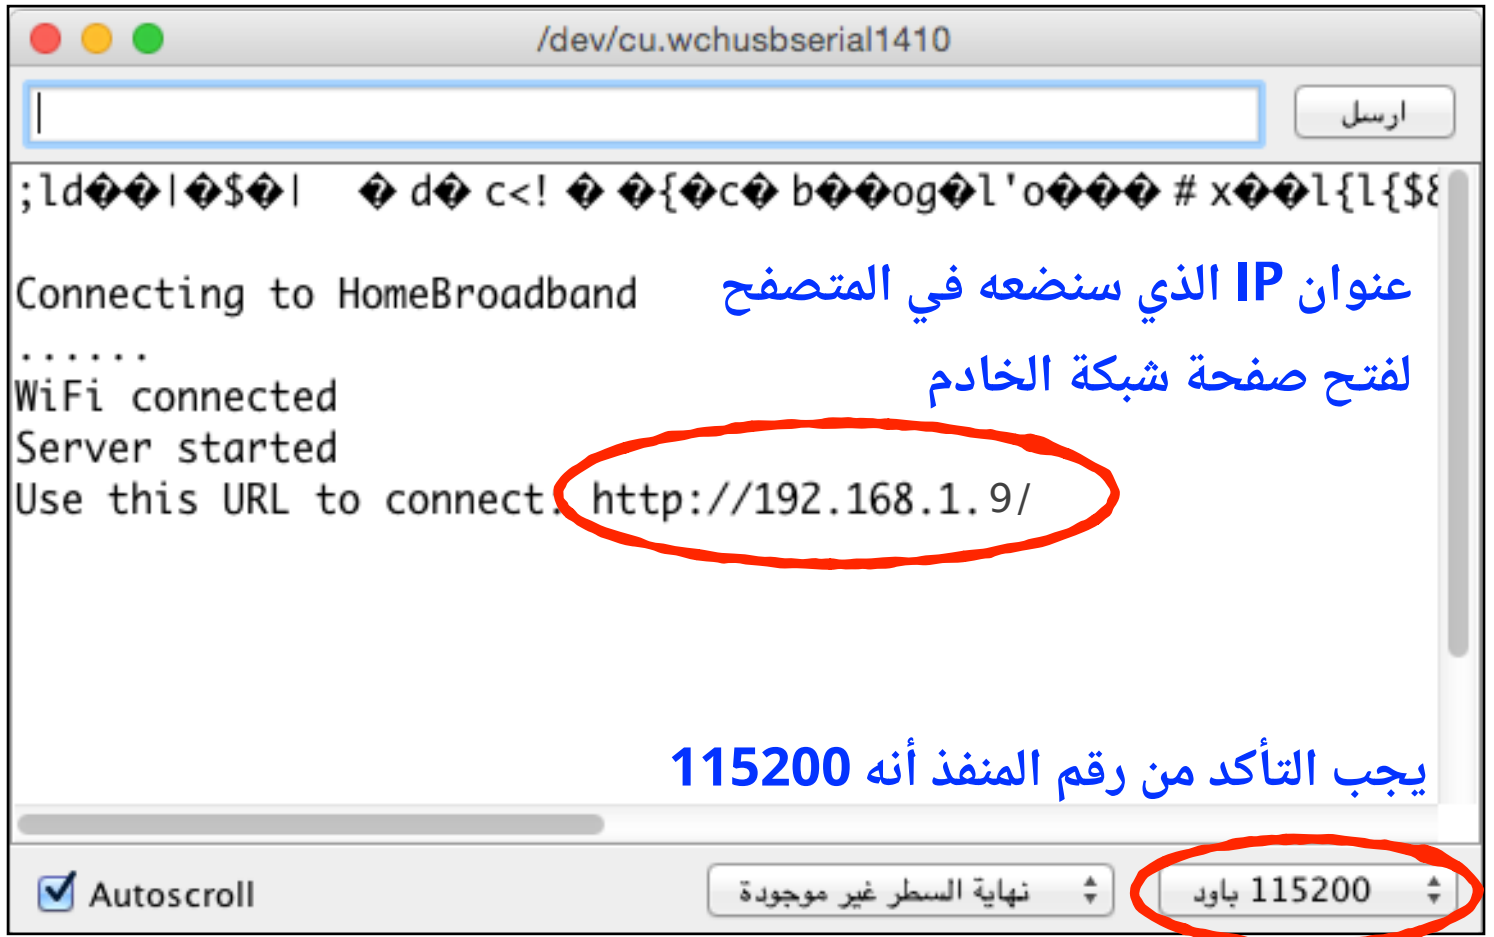 /dev/cu.wchusbserial1410
ارسل
;ld��|�$�|   � d� c<! � �{�c� b��og�l'o��� # x��l{l{$&
Connecting to HomeBroadband
عنوان IP الذي سنضعه في المتصفح
......
لفتح صفحة شبكة الخادم
WiFi connected
Server started
Use this URL to connect: http://192.168.1.9/
يجب التأكد من رقم المنفذ أنه 115200
Autoscroll
نهاية السطر غير موجودة
115200 باود